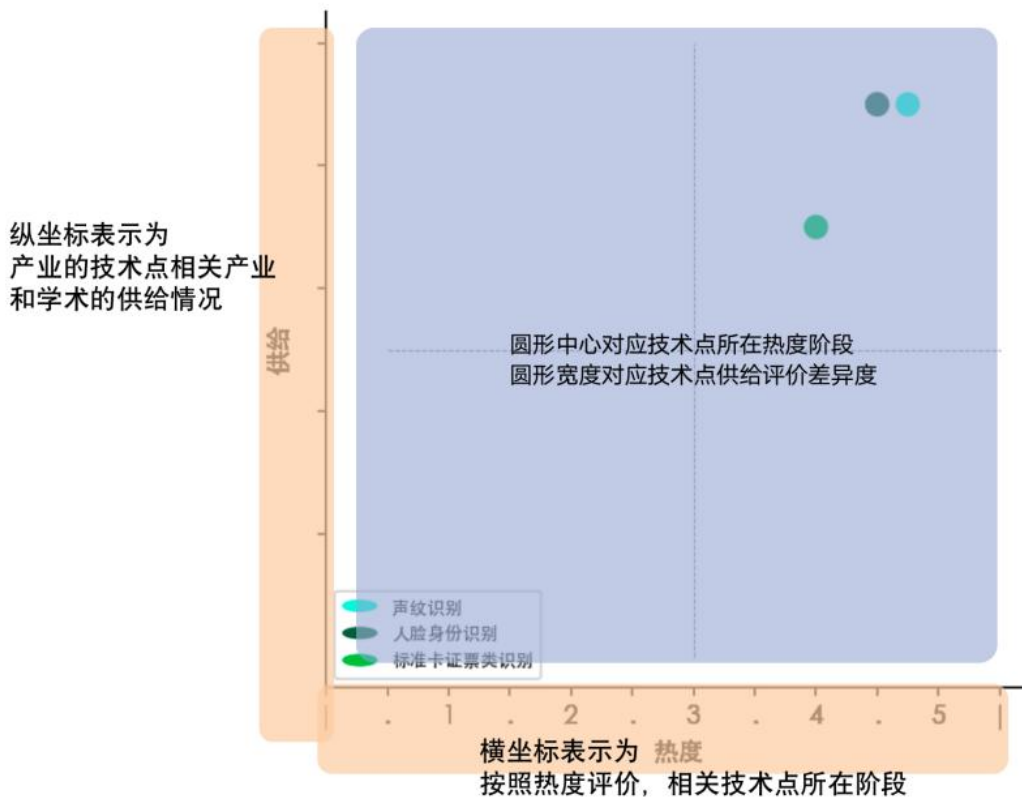 纵坐标表示为
产业的技术点相关产业
和学术的供给情况
供给
圆形中心对应技术点所在热度阶段
圆形宽度对应技术点供给评价差异度
声纹识别
人脸身份识别
标准卡证票类识别
. 1 . 2 . 3 . 4 . 5
热度
横坐标表示为
按照热度评价，相关技术点所在阶段